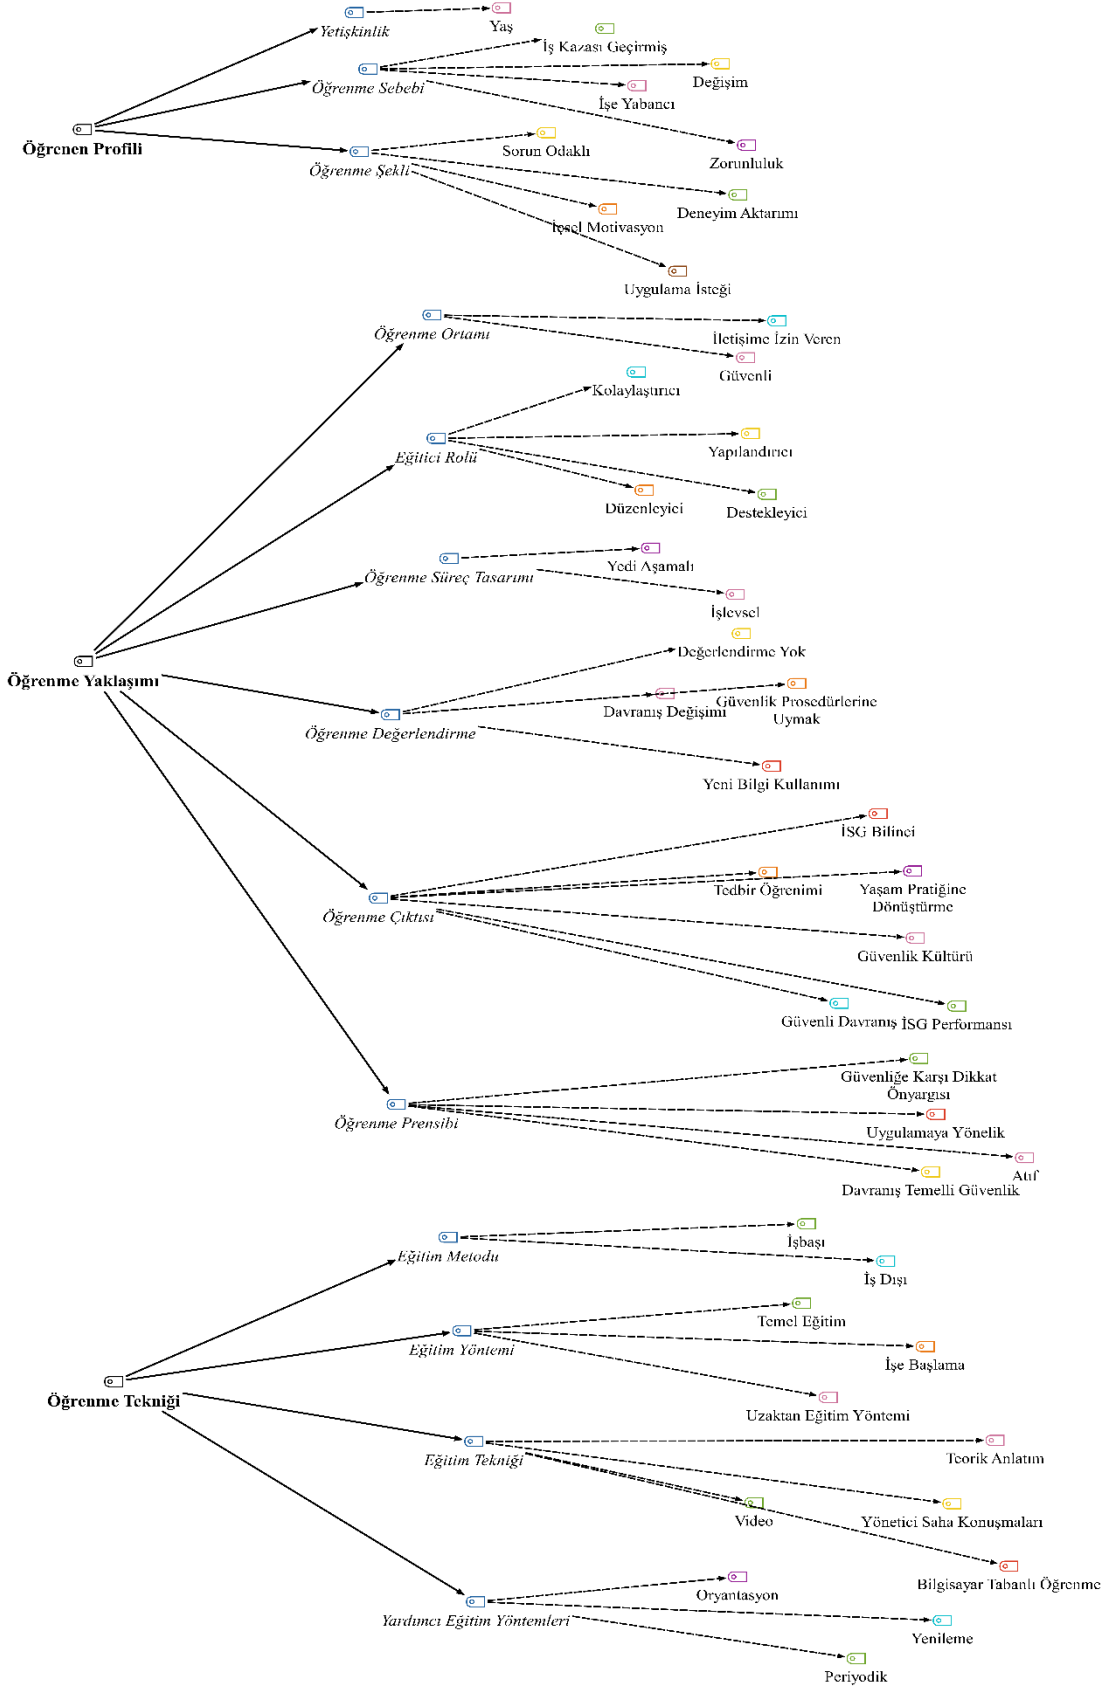 Yetişkinlik
Yaş
İş Kazası Geçirmiş
Öğrenme Sebebi
Değişim
İşe Yabancı
Öğrenen Profili
Sorun Odaklı
Zorunluluk
Öğrenme Şekli
Deneyim Aktarımı
İçsel Motivasyon
Uygulama İsteği
Öğrenme Ortamı
İletişime İzin Veren
Güvenli
Kolaylaştırıcı
Eğitici Rolü
Yapılandırıcı
Düzenleyici
Destekleyici
Öğrenme Süreç Tasarımı
Yedi Aşamalı
İşlevsel
Değerlendirme Yok
Öğrenme Yaklaşımı
Davranış Değişimi
Güvenlik Prosedürlerine
Uymak
Öğrenme Değerlendirme
Yeni Bilgi Kullanımı
İSG Bilinci
Tedbir Öğrenimi
Yaşam Pratiğine
Dönüştürme
Öğrenme Çıktısı
Güvenlik Kültürü
Güvenli Davranış
İSG Performansı
Güvenliğe Karşı Dikkat
Önyargısı
Öğrenme Prensibi
Uygulamaya Yönelik
Atıf
Davranış Temelli Güvenlik
İşbaşı
Eğitim Metodu
İş Dışı
Temel Eğitim
Eğitim Yöntemi
İşe Başlama
Öğrenme Tekniği
Uzaktan Eğitim Yöntemi
Eğitim Tekniği
Teorik Anlatım
Video
Yönetici Saha Konuşmaları
Bilgisayar Tabanlı Öğrenme
Oryantasyon
Yardımcı Eğitim Yöntemleri
Yenileme
Periyodik